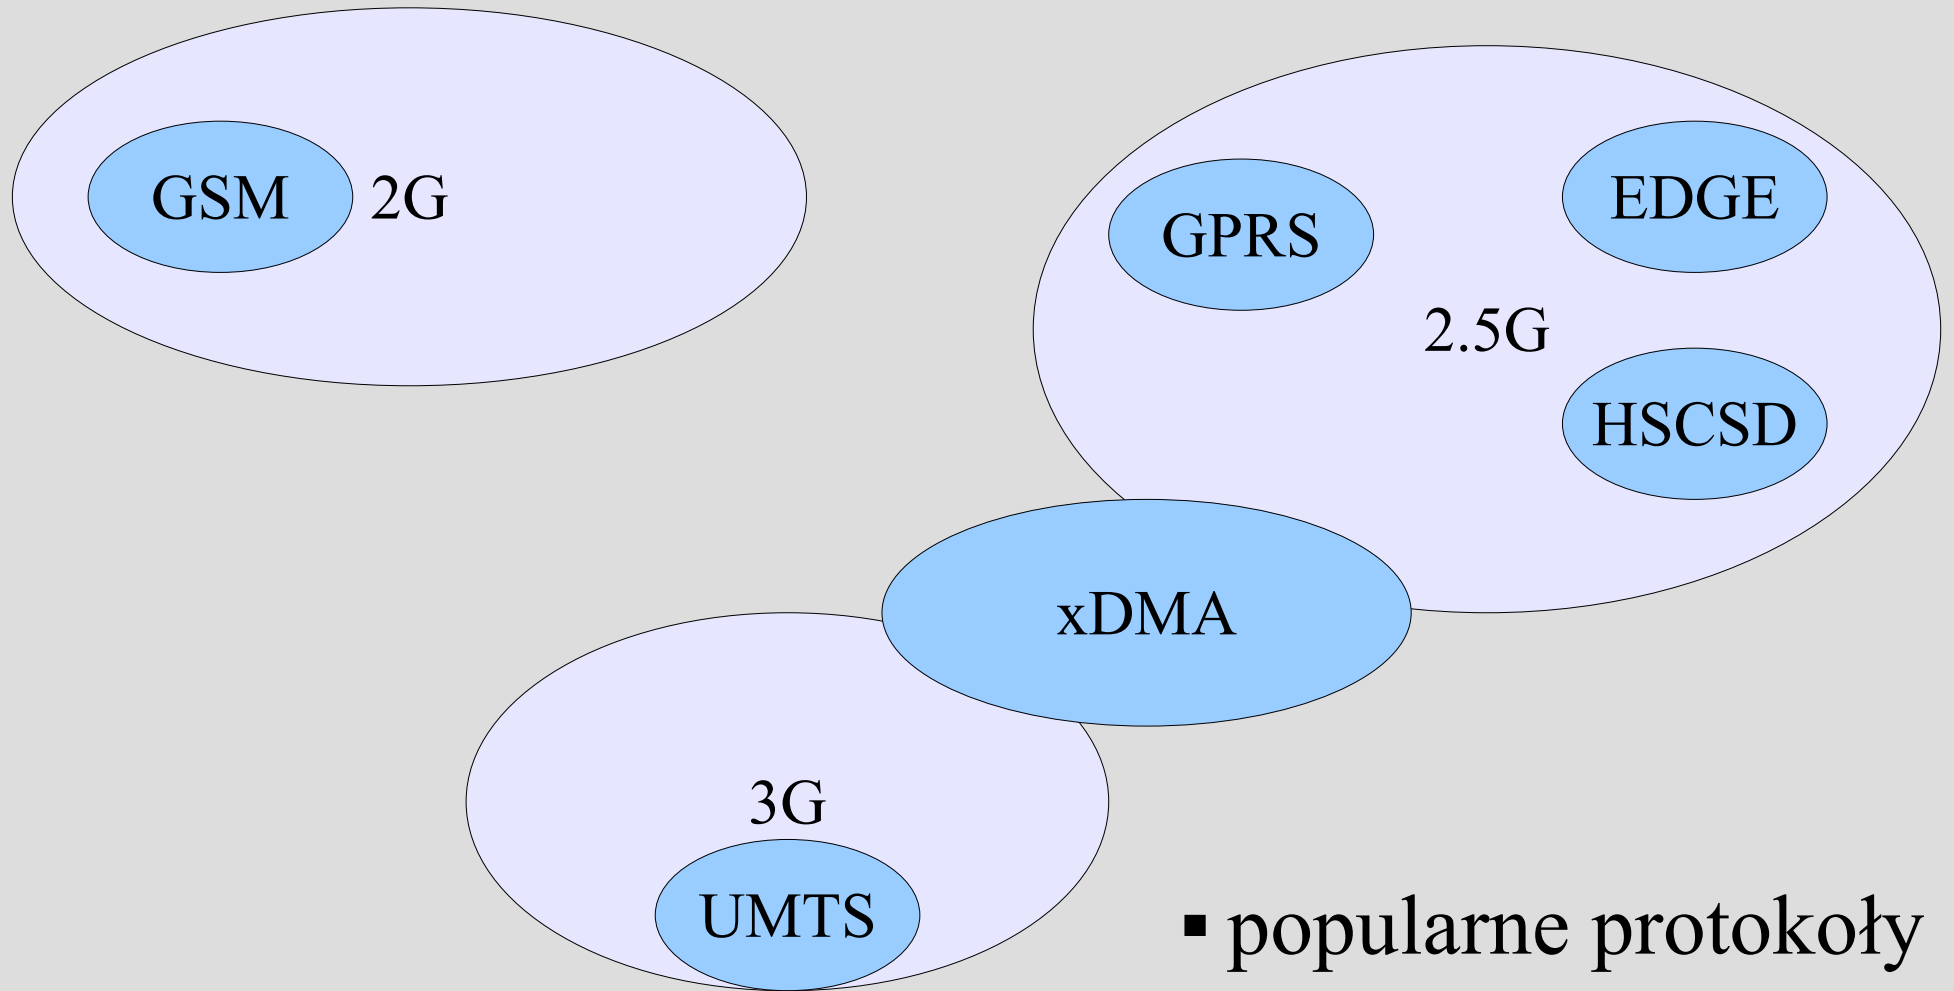 GSM
2G
GPRS
EDGE
2.5G
HSCSD
xDMA
3G
UMTS
▪ popularne protokoły